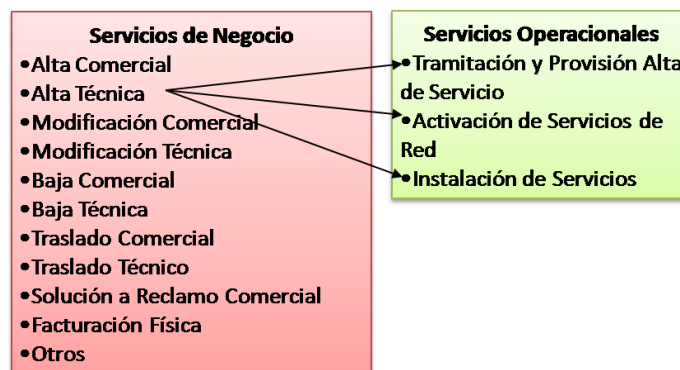 Servicios de Negocio
•Alta Comercial
•Alta Técnica
•Modificación Comercial
•Modificación Técnica
•Baja Comercial
•Baja Técnica
•Traslado Comercial
•Traslado Técnico
•Solución a Reclamo Comercial
•Facturación Física
•Otros
Servicios Operacionales
•Tramitación y Provisión Alta
de Servicio
•Activación de Servicios de
Red
•Instalación de Servicios